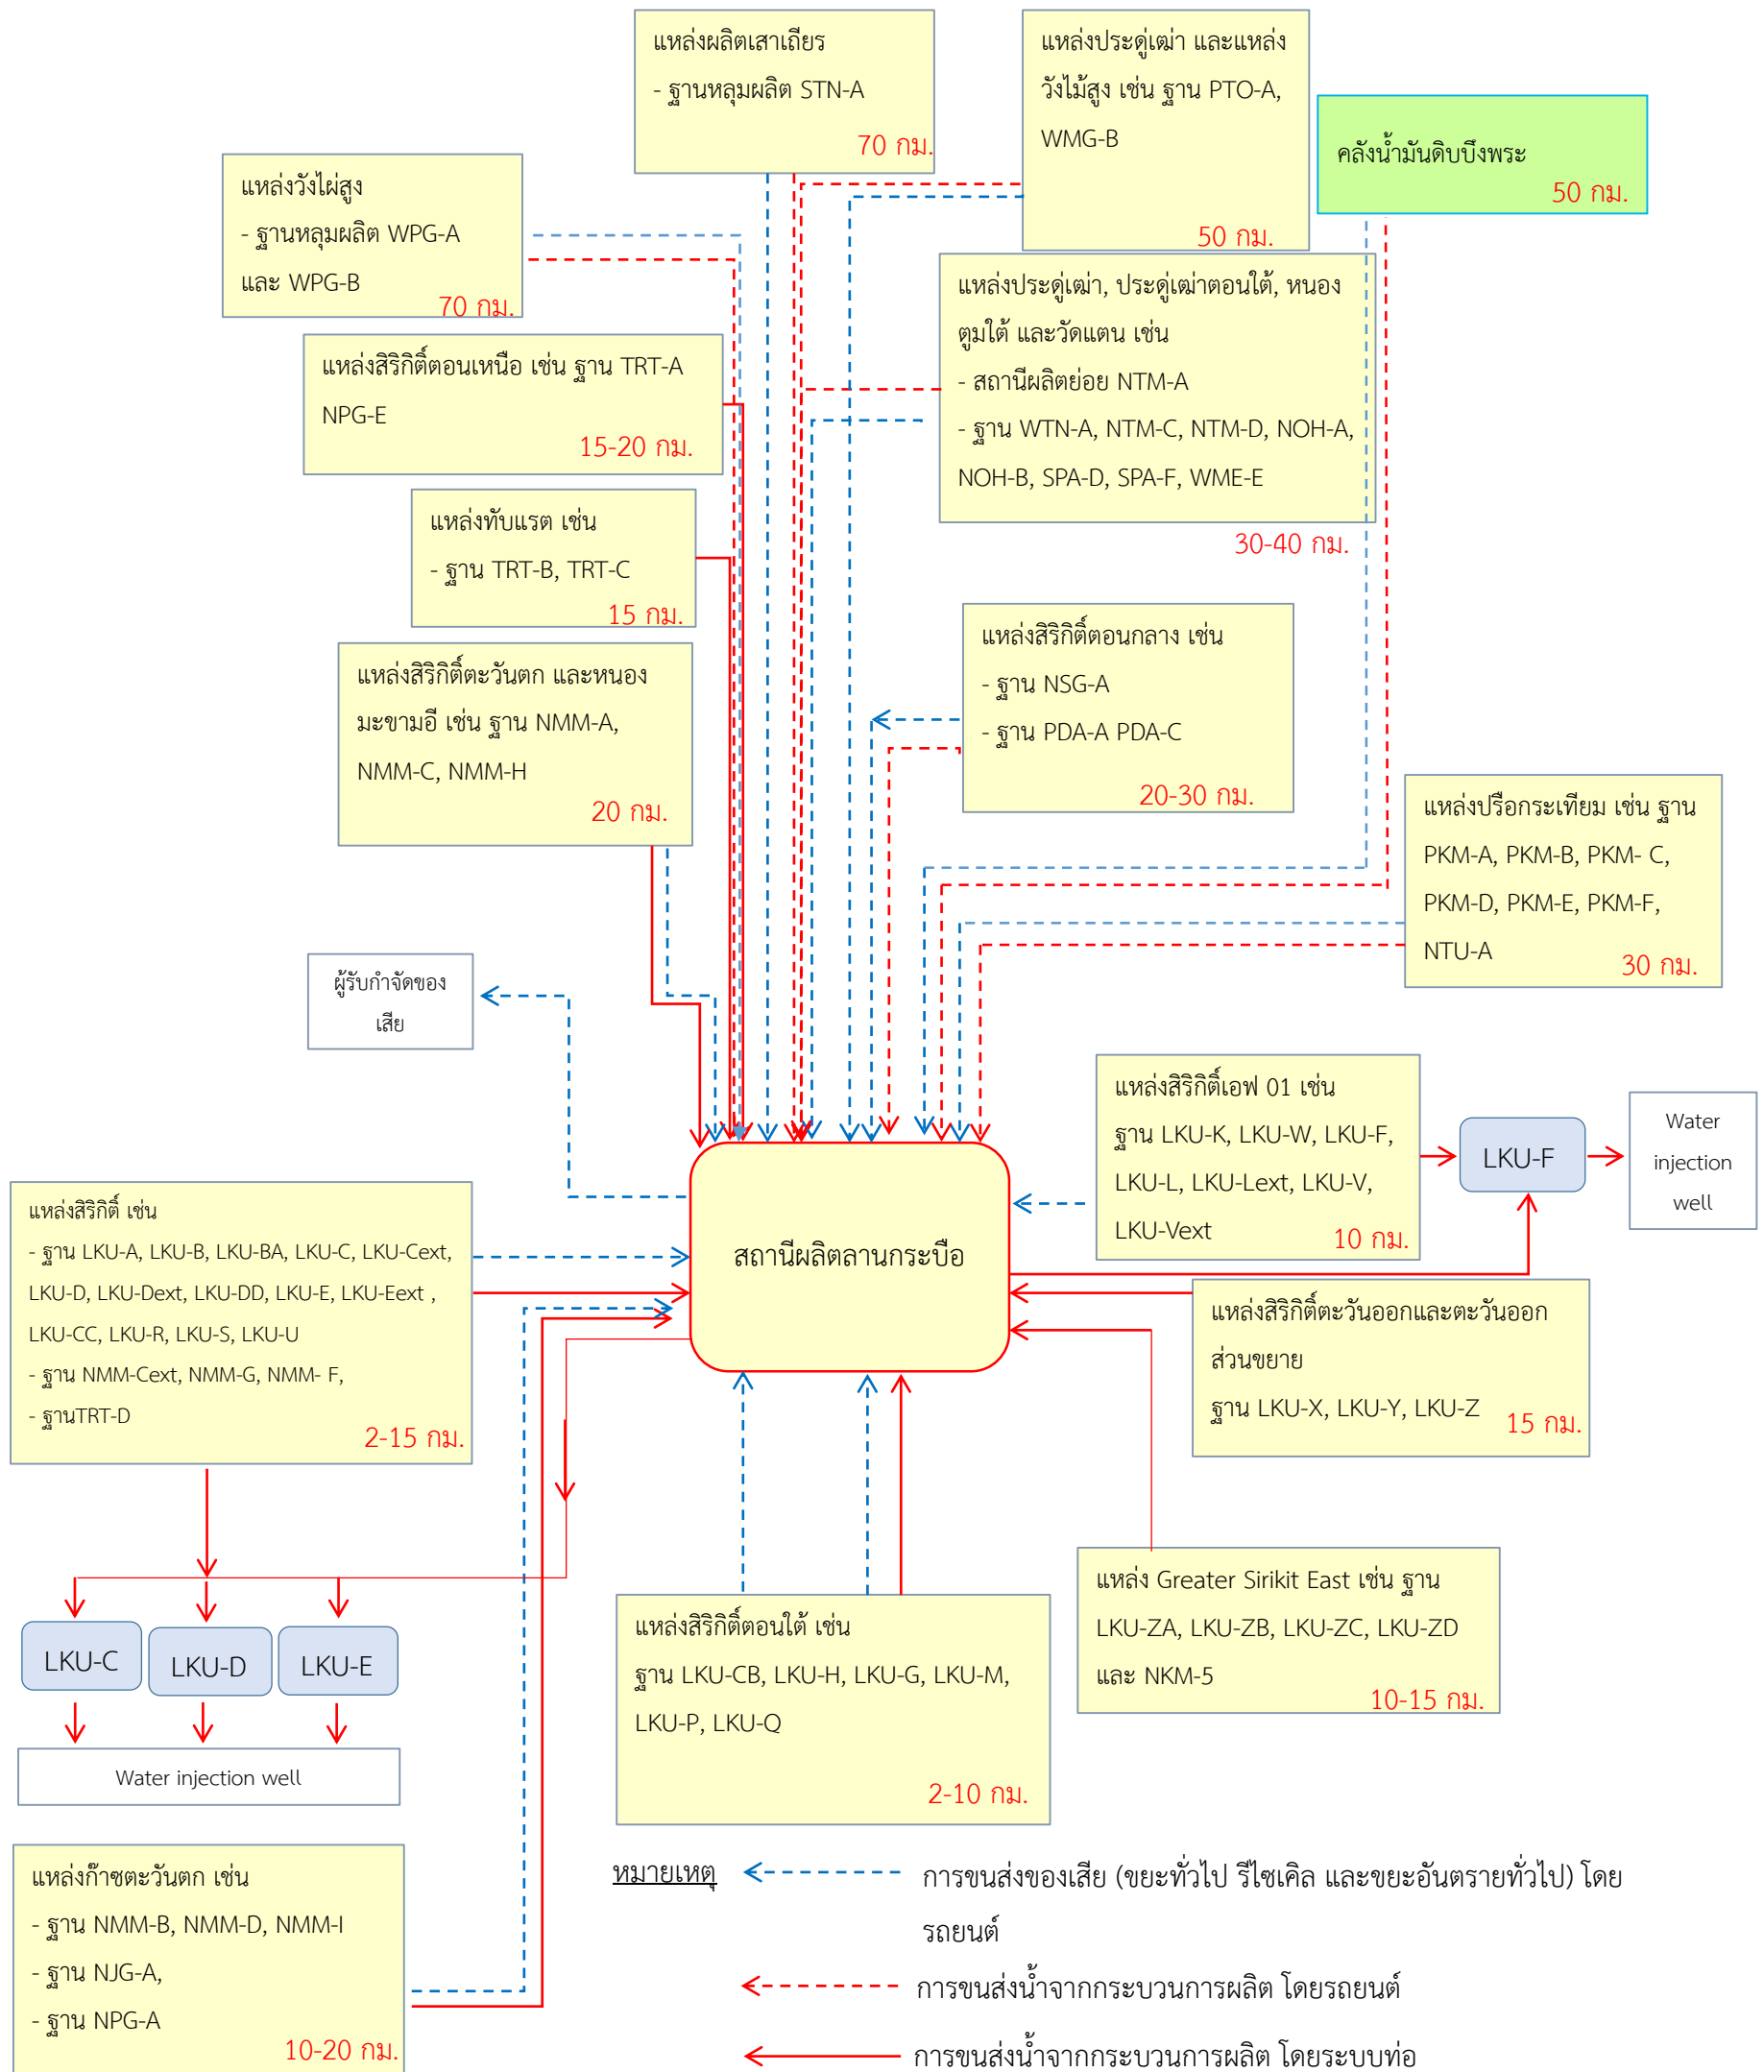 แหล่งผลิตเสาเถียร
- ฐานหลุมผลิต STN-A
70 กม.
แหล่งประดู่เฒ่า และแหล่ง
วังไม้สูง เช่น ฐาน PTO-A,
WMG-B
50 กม.
คลังน้ำมันดิบบึงพระ
50 กม.
แหล่งวังไผ่สูง
- ฐานหลุมผลิต WPG-A
และ WPG-B
70 กม.
แหล่งประดู่เฒ่า, ประดู่เฒ่าตอนใต้, หนอง
ตูมใต้ และวัดแตน เช่น
- สถานีผลิตย่อย NTM-A
- ฐาน WTN-A, NTM-C, NTM-D, NOH-A,
NOH-B, SPA-D, SPA-F, WME-E
30-40 กม.
แหล่งสิริกิติ์ตอนเหนือ เช่น ฐาน TRT-A
NPG-E
15-20 กม.
แหล่งทับแรต เช่น
- ฐาน TRT-B, TRT-C
15 กม.
แหล่งสิริกิติ์ตะวันตก และหนอง
มะขามอี เช่น ฐาน NMM-A,
NMM-C, NMM-H
20 กม.
แหล่งสิริกิติ์ตอนกลาง เช่น
- ฐาน NSG-A
- ฐาน PDA-A PDA-C
20-30 กม.
แหล่งปรือกระเทียม เช่น ฐาน
PKM-A, PKM-B, PKM- C,
PKM-D, PKM-E, PKM-F,
NTU-A
30 กม.
ผู้รับกำจัดของ
เสีย
แหล่งสิริกิติ์เอฟ 01 เช่น
ฐาน LKU-K, LKU-W, LKU-F,
LKU-L, LKU-Lext, LKU-V,
LKU-Vext
10 กม.
LKU-F
Water
injection
well
แหล่งสิริกิติ์ เช่น
- ฐาน LKU-A, LKU-B, LKU-BA, LKU-C, LKU-Cext,
LKU-D, LKU-Dext, LKU-DD, LKU-E, LKU-Eext ,
LKU-CC, LKU-R, LKU-S, LKU-U
- ฐาน NMM-Cext, NMM-G, NMM- F,
- ฐานTRT-D
2-15 กม.
สถานีผลิตลานกระบือ
แหล่งสิริกิติ์ตะวันออกและตะวันออก
ส่วนขยาย
ฐาน LKU-X, LKU-Y, LKU-Z
15 กม.
แหล่ง Greater Sirikit East เช่น ฐาน
LKU-ZA, LKU-ZB, LKU-ZC, LKU-ZD
และ NKM-5
10-15 กม.
LKU-C
LKU-D
LKU-E
Water injection well
แหล่งสิริกิติ์ตอนใต้ เช่น
ฐาน LKU-CB, LKU-H, LKU-G, LKU-M,
LKU-P, LKU-Q
2-10 กม.
แหล่งก๊าซตะวันตก เช่น
- ฐาน NMM-B, NMM-D, NMM-I
- ฐาน NJG-A,
- ฐาน NPG-A
10-20 กม.
หมายเหตุ
การขนส่งของเสีย (ขยะทั่วไป รีไซเคิล และขยะอันตรายทั่วไป) โดย
รถยนต์
การขนส่งน้ำจากกระบวนการผลิต โดยรถยนต์
การขนส่งน้ำจากกระบวนการผลิต โดยระบบท่อ